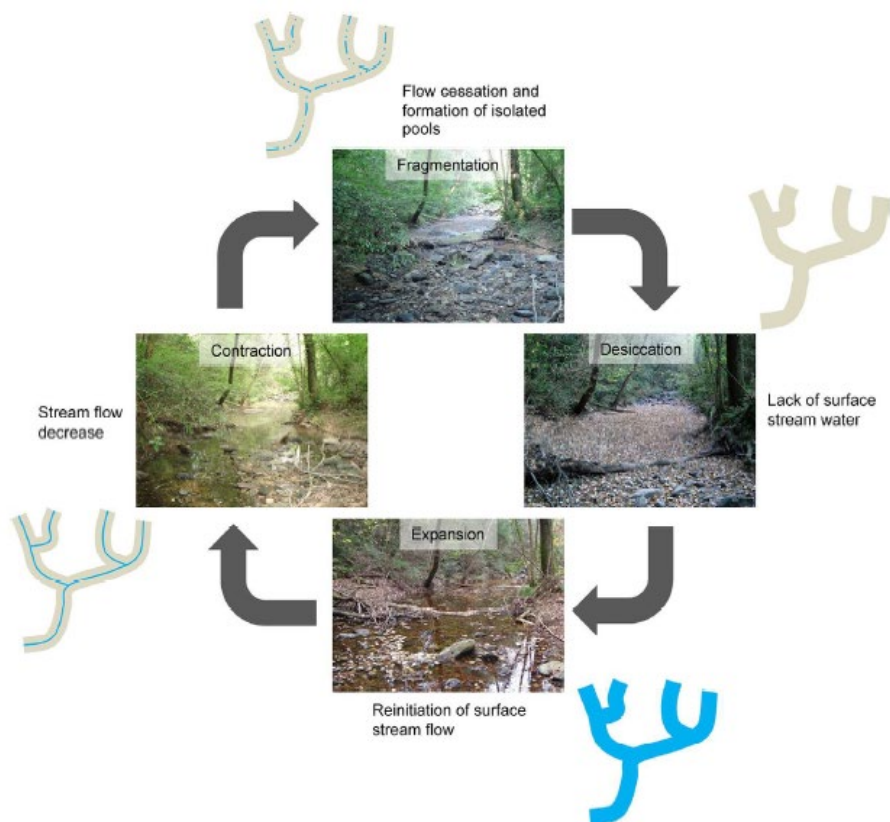 Flow cessation and
formation of isolated
pools
Fragmentation
Contraction
Desiccation
Stream flow
decrease
Lack of surface
stream water
Expansion
Reinitiation of surface
stream flow